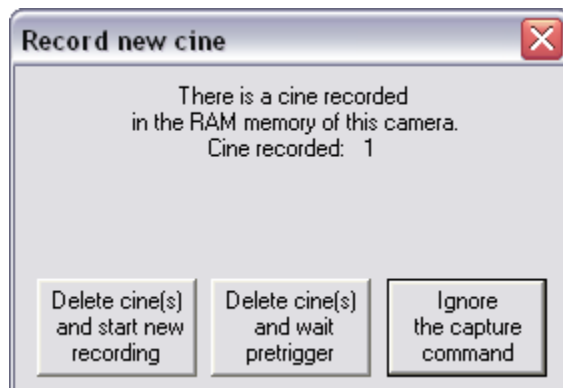 Record new cine
There is a cine recorded
in the RAM memory of this camera.
Cine recorded:   1
Delete cine(s)
and start new
recording
Delete cine(s)
and wait
pretrigger
Ignore
the capture
command